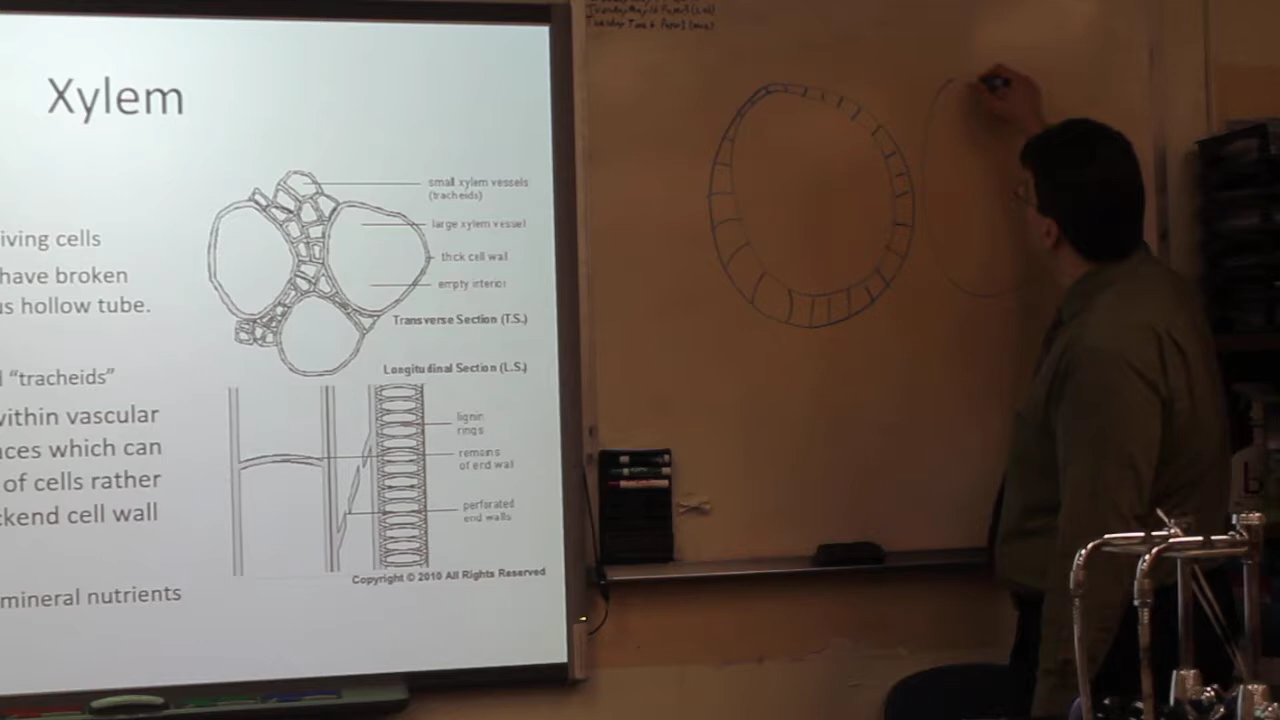 Xylem
iving cells
have broken
us hollow tube.
"tracheids"
within vascular
aces which can
of cells rather
ckend cell wall
mineral nutrients
small xylem vessels
(tracheids)
large xylem vessel
thick cell wall
empty interior
Transverse Section (T.S.)
Longitudinal Section (L.S.)
lignin
rings
remains
of end wall
perforated
end walls
Copyright © 2010 All Rights Reserved